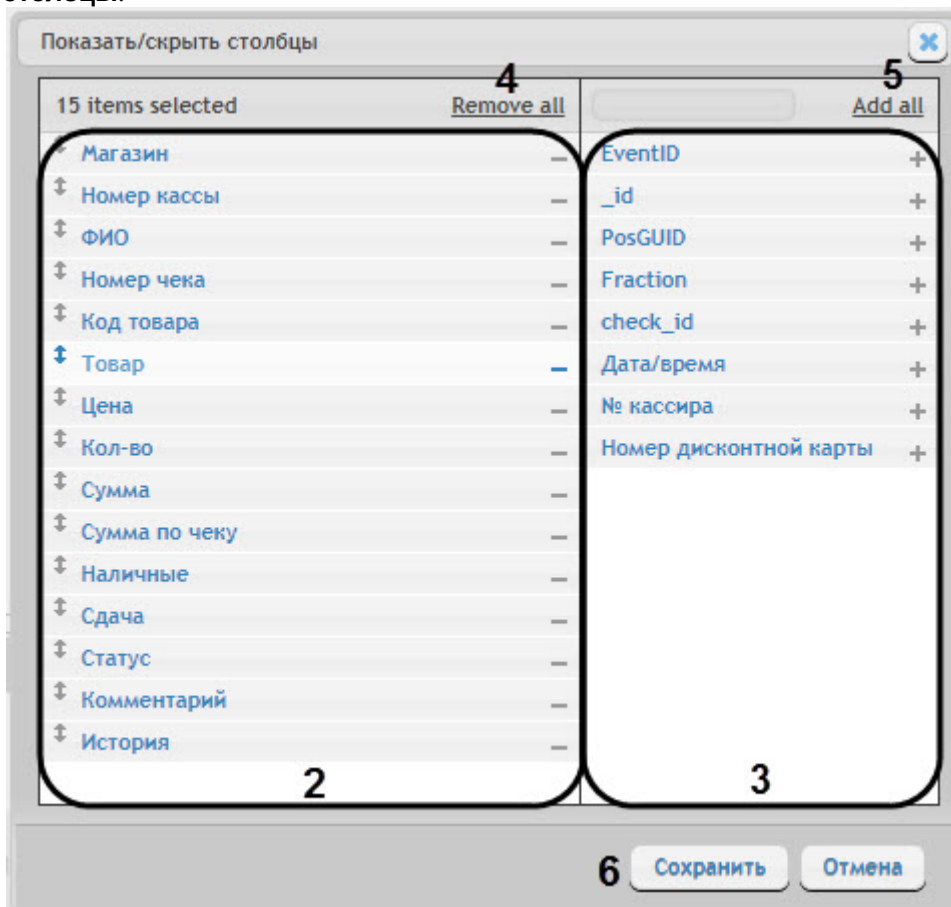 столбцы.
Показать/скрыть столбцы
4 5
15 items selected Remove all Add all
Магазин — EventID +
Номер кассы — _id +
ФИО — PosGUID +
Номер чека — Fraction +
Код товара — check_id +
Товар — Дата/время +
Цена — № кассира +
Кол-во — Номер дисконтной карты +
Сумма —
Сумма по чеку —
Наличные —
Сдача —
Статус —
Комментарий —
История —
2 3
6 Сохранить Отмена